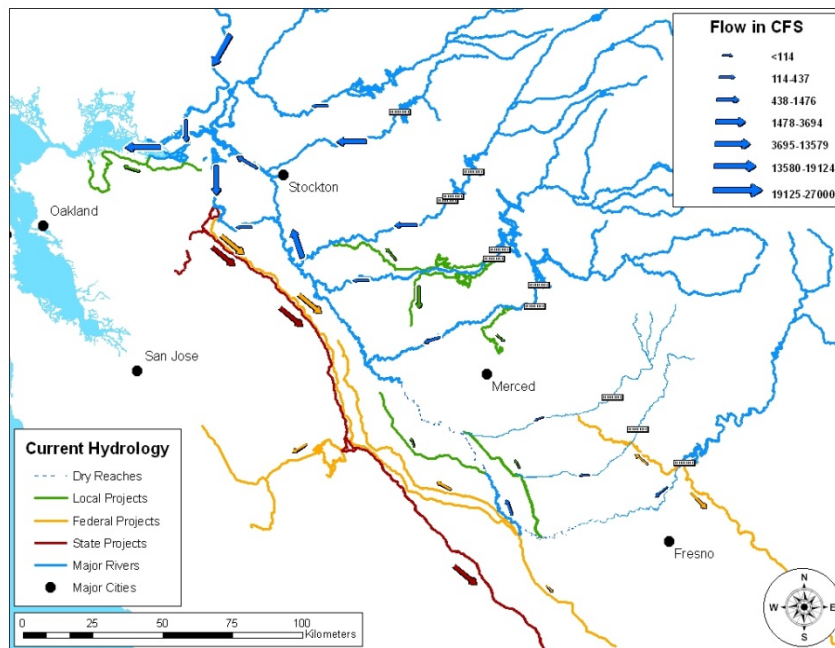 Flow in CFS
<114
114-437
438-1476
1478-3694
3695-13579
13580-19124
19125-27000
Stockton
Oakland
San Jose
Merced
Fresno
Current Hydrology
Dry Reaches
Local Projects
Federal Projects
State Projects
Major Rivers
Major Cities
0 25 50 75 100
Kilometers
N
W E
S